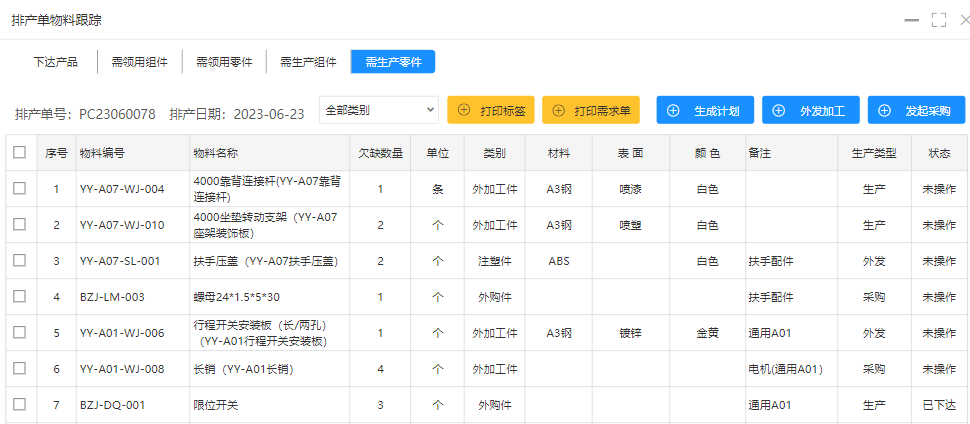 排产单物料跟踪
下达产品 需领用组件 需领用零件 需生产组件 需生产零件
排产单号：PC23060078 排产日期：2023-06-23 全部类别 打印标签 打印需求单 生成计划 外发加工 发起采购
序号 物料编号 物料名称 欠缺数量 单位 类别 材料 表 面 颜 色 备注 生产类型 状态
1 YY-A07-WJ-004 4000靠背连接杆(YY-A07靠背 1 条 外加工件 A3钢 喷漆 白色 生产 未操作
连接杆)
2 YY-A07-WJ-010 4000坐垫转动支架（YY-A07 2 个 外加工件 A3钢 喷塑 白色 生产 未操作
座架装饰板）
3 YY-A07-SL-001 扶手压盖（YY-A07扶手压盖） 2 个 注塑件 ABS 白色 扶手配件 外发 未操作
4 BZJ-LM-003 螺母24*1.5*5*30 1 个 外购件 扶手配件 采购 未操作
5 YY-A01-WJ-006 行程开关安装板（长/两孔） 1 个 外加工件 A3钢 镀锌 金黄 通用A01 外发 未操作
（YY-A01行程开关安装板）
6 YY-A01-WJ-008 长销（YY-A01长销） 4 个 外加工件 电机(通用A01) 采购 未操作
7 BZJ-DQ-001 限位开关 3 个 外购件 通用A01 生产 已下达